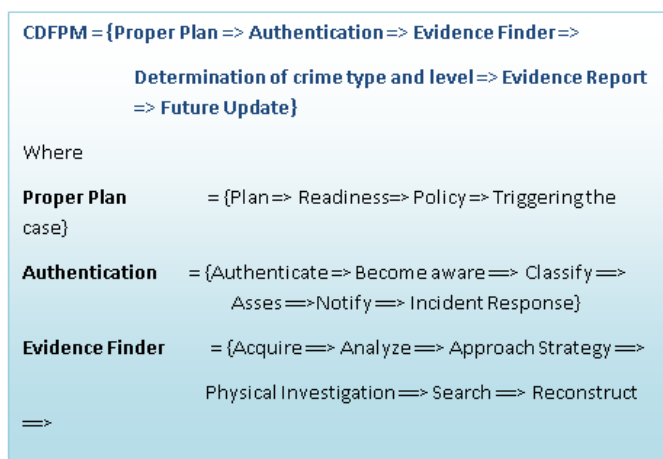 CDFPM = {Proper Plan => Authentication=> Evidence Finder=>
Determination of crime type and level=> Evidence Report
=> Future Update}
Where
Proper Plan = {Plan=> Readiness=> Policy=> Triggering the
case}
Authentication = {Authenticate=> Become aware==> Classify==>
Asses==>Notify==> Incident Response}
Evidence Finder = {Acquire==> Analyze==> Approach Strategy==>
Physical Investigation==> Search ==> Reconstruct
==>